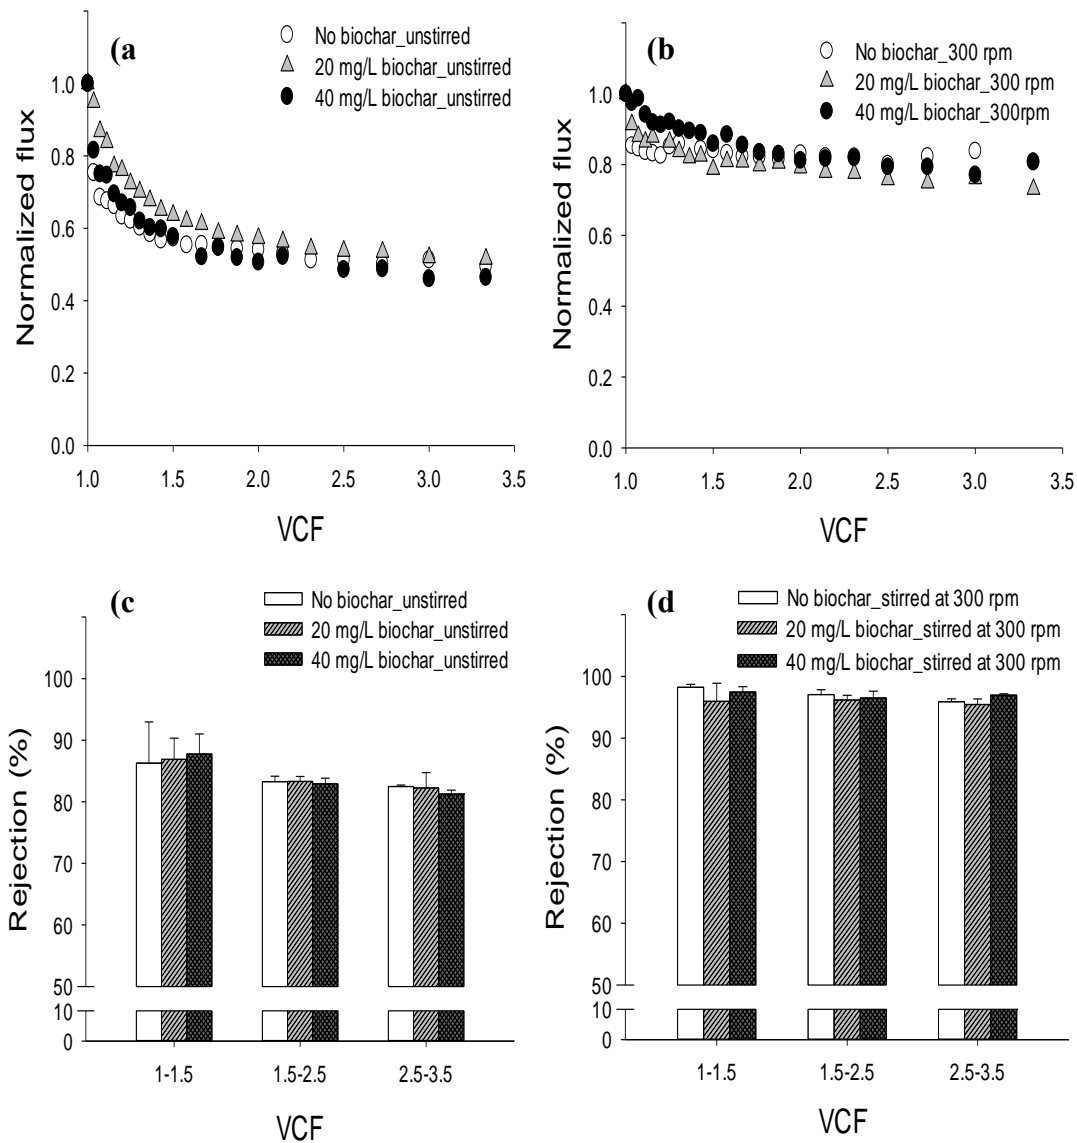 (a
No biochar_unstirred
20 mg/L biochar_unstirred
40 mg/L biochar_unstirred
Normalized flux
1.0
0.8
0.6
0.4
0.2
0.0
1.0 1.5 2.0 2.5 3.0 3.5
VCF
(b
No biochar_300 rpm
20 mg/L biochar_300 rpm
40 mg/L biochar_300rpm
Normalized flux
1.0
0.8
0.6
0.4
0.2
0.0
1.0 1.5 2.0 2.5 3.0 3.5
VCF
(c
No biochar_unstirred
20 mg/L biochar_unstirred
40 mg/L biochar_unstirred
Rejection (%)
100
90
80
70
60
50
10
0
1-1.5 1.5-2.5 2.5-3.5
VCF
(d
No biochar_stirred at 300 rpm
20 mg/L biochar_stirred at 300 rpm
40 mg/L biochar_stirred at 300 rpm
Rejection (%)
100
90
80
70
60
50
10
0
1-1.5 1.5-2.5 2.5-3.5
VCF